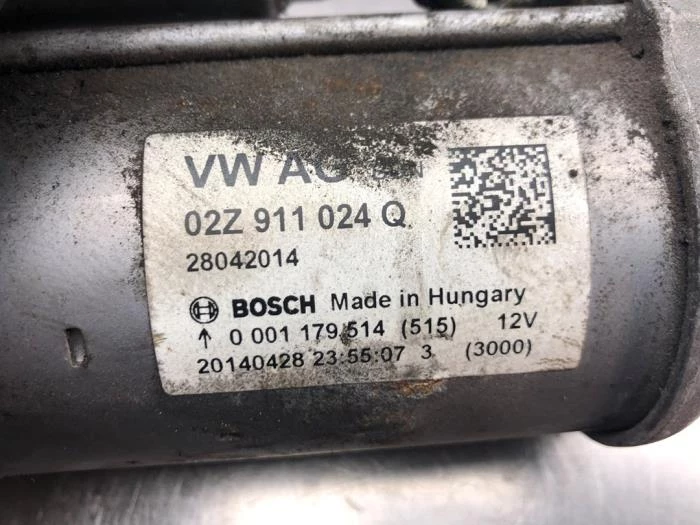 VW AG
02Z 911 024 Q
28042014
BOSCH Made in Hungary
↑ 0 001 179 514 (515) 12V
20140428 23:55:07 3 (3000)